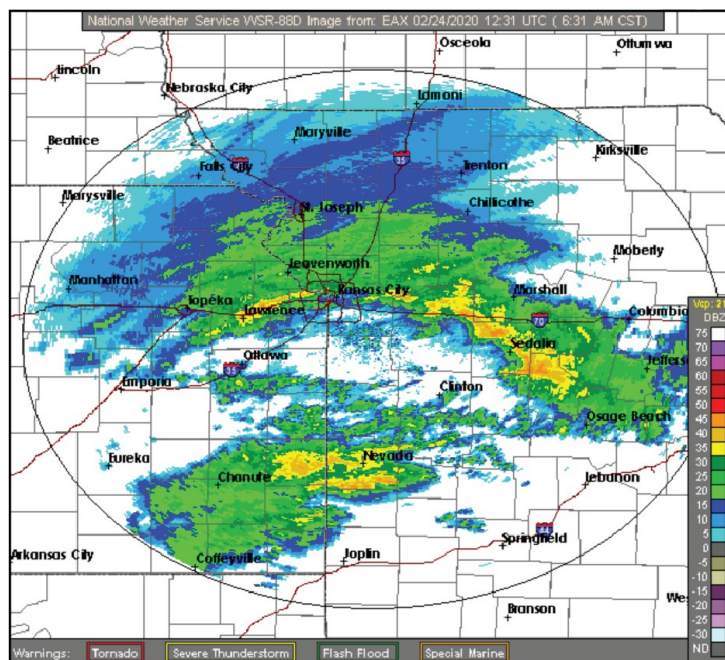 National Weather Service WSR-88D Image from: EAX 02/24/2020 12:31 UTC ( 6:31 AM CST)
Osceola
Ottumwa
Lincoln
Nebraska City
Lamoni
Maryville
Beatrice
Kirksville
Falls City
35
Trenton
Marysville
St. Joseph
Chillicothe
Moberly
Leavenworth
Manhattan
Kansas City
Marshall
Topeka
Lawrence
70
Columbia
Sedalia
Ottawa
Jeffers
35
Emporia
Clinton
Osage Beach
Nevada
Eureka
Chanute
Lebanon
44
Springfield
Arkansas City
Coffeyville
Joplin
Branson
Wes
Vcp: 21
DBZ
75
70
65
60
55
50
45
40
35
30
25
20
15
10
5
0
-5
-10
-15
-20
-25
-30
ND
Warnings: Tornado Severe Thunderstorm Flash Flood Special Marine